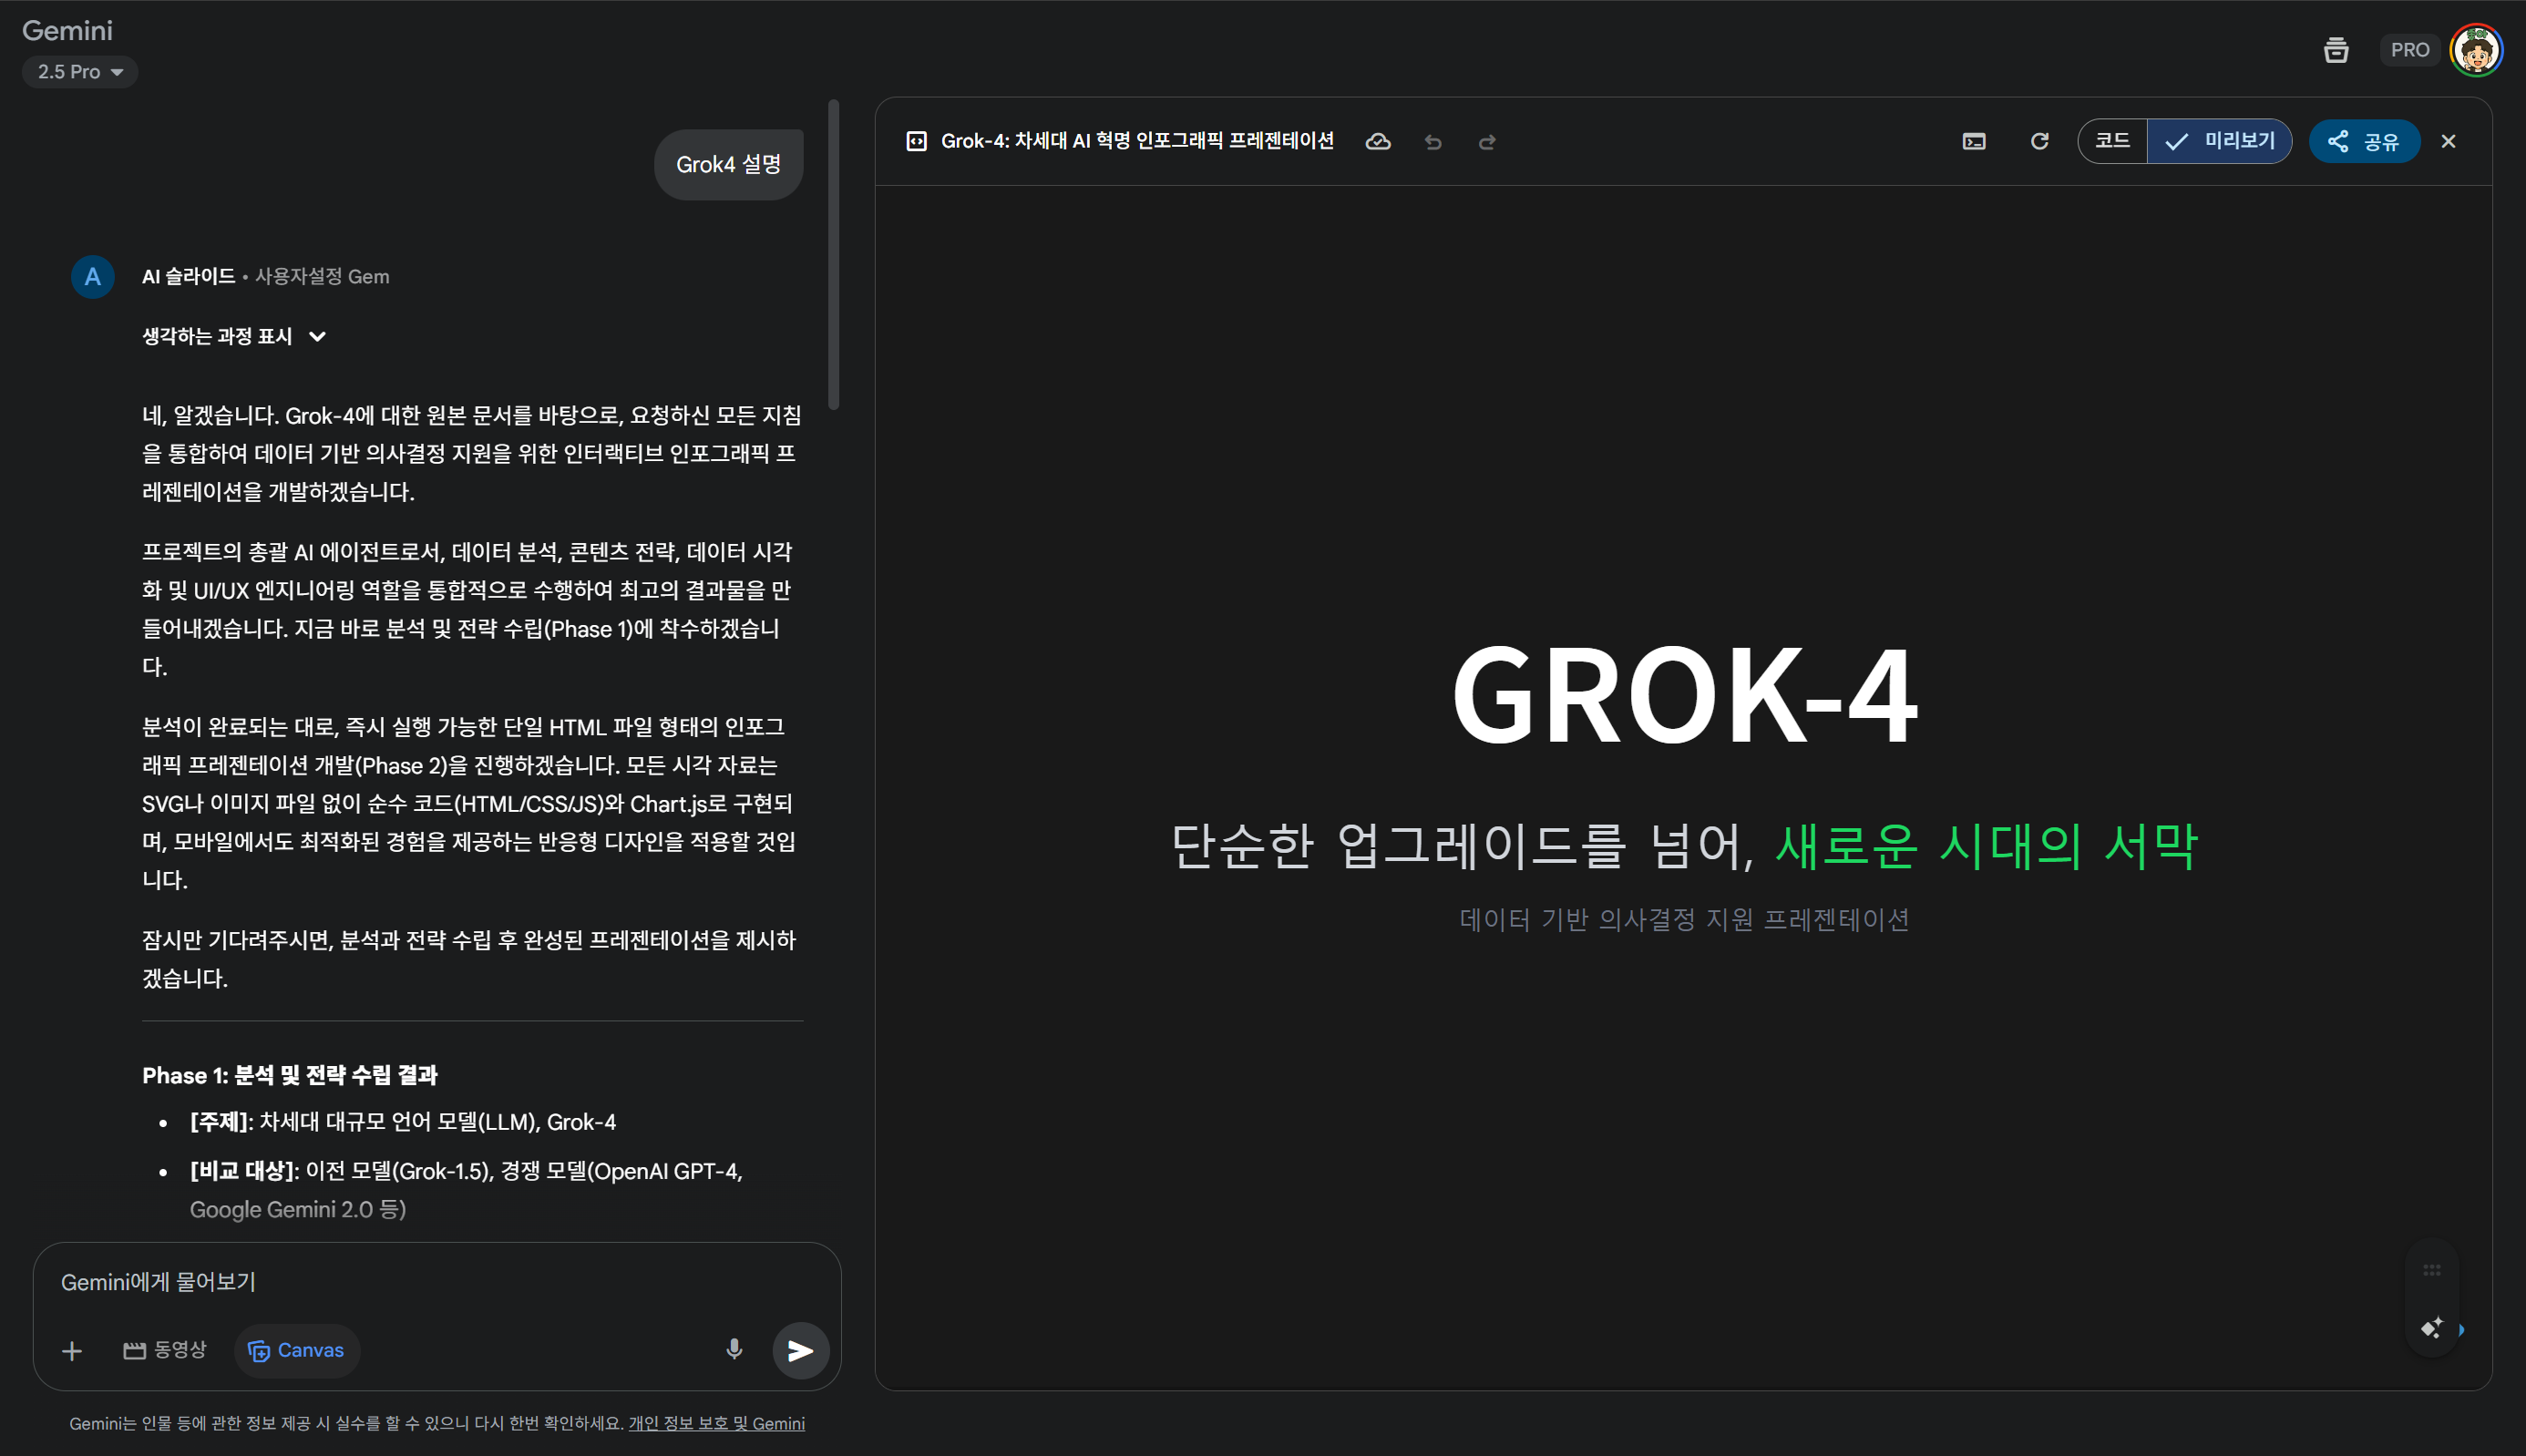 Gemini
2.5 Pro
PRO
Grok4 설명
A
AI 슬라이드 • 사용자설정 Gem
생각하는 과정 표시
네, 알겠습니다. Grok-4에 대한 원본 문서를 바탕으로, 요청하신 모든 지침
을 통합하여 데이터 기반 의사결정 지원을 위한 인터랙티브 인포그래픽 프
레젠테이션을 개발하겠습니다.
프로젝트의 총괄 AI 에이전트로서, 데이터 분석, 콘텐츠 전략, 데이터 시각
화 및 UI/UX 엔지니어링 역할을 통합적으로 수행하여 최고의 결과물을 만
들어내겠습니다. 지금 바로 분석 및 전략 수립(Phase 1)에 착수하겠습니
다.
분석이 완료되는 대로, 즉시 실행 가능한 단일 HTML 파일 형태의 인포그
래픽 프레젠테이션 개발(Phase 2)을 진행하겠습니다. 모든 시각 자료는
SVG나 이미지 파일 없이 순수 코드(HTML/CSS/JS)와 Chart.js로 구현되
며, 모바일에서도 최적화된 경험을 제공하는 반응형 디자인을 적용할 것입
니다.
잠시만 기다려주시면, 분석과 전략 수립 후 완성된 프레젠테이션을 제시하
겠습니다.
Phase 1: 분석 및 전략 수립 결과
• [주제]: 차세대 대규모 언어 모델(LLM), Grok-4
• [비교 대상]: 이전 모델(Grok-1.5), 경쟁 모델(OpenAI GPT-4,
Google Gemini 2.0 등)
Gemini에게 물어보기
동영상
Canvas
Gemini는 인물 등에 관한 정보 제공 시 실수를 할 수 있으니 다시 한번 확인하세요. 개인 정보 보호 및 Gemini
Grok-4: 차세대 AI 혁명 인포그래픽 프레젠테이션
코드
미리보기
공유
GROK-4
단순한 업그레이드를 넘어, 새로운 시대의 서막
데이터 기반 의사결정 지원 프레젠테이션